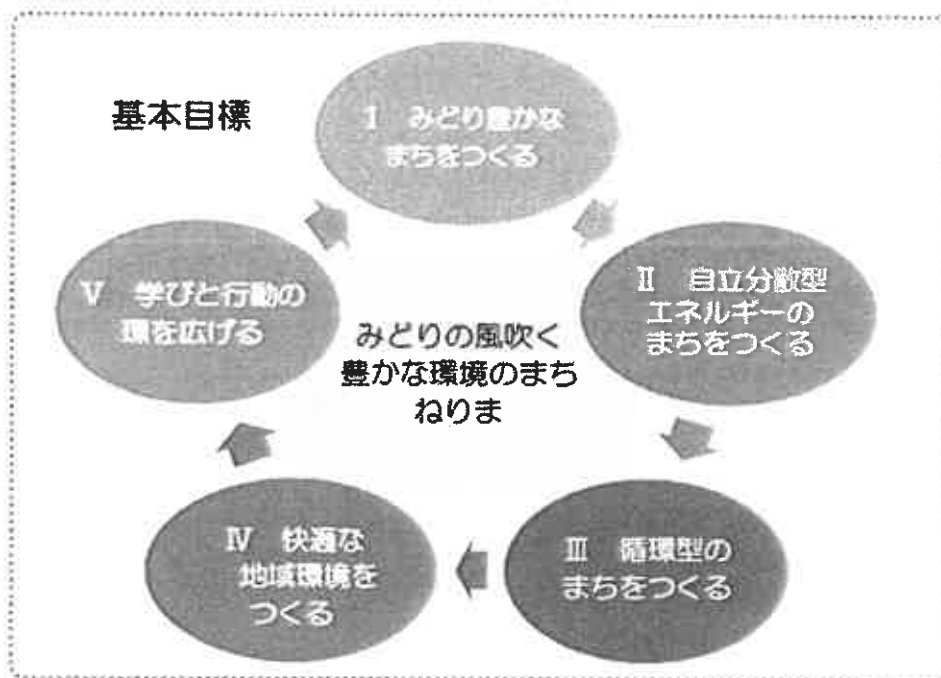 基本目標
Ⅰ みどり豊かな
まちをつくる
Ⅱ 自立分散型
エネルギーの
まちをつくる
Ⅲ 循環型の
まちをつくる
Ⅳ 快適な
地域環境を
つくる
Ⅴ 学びと行動の
環を広げる
みどりの風吹く
豊かな環境のまち
ねりま